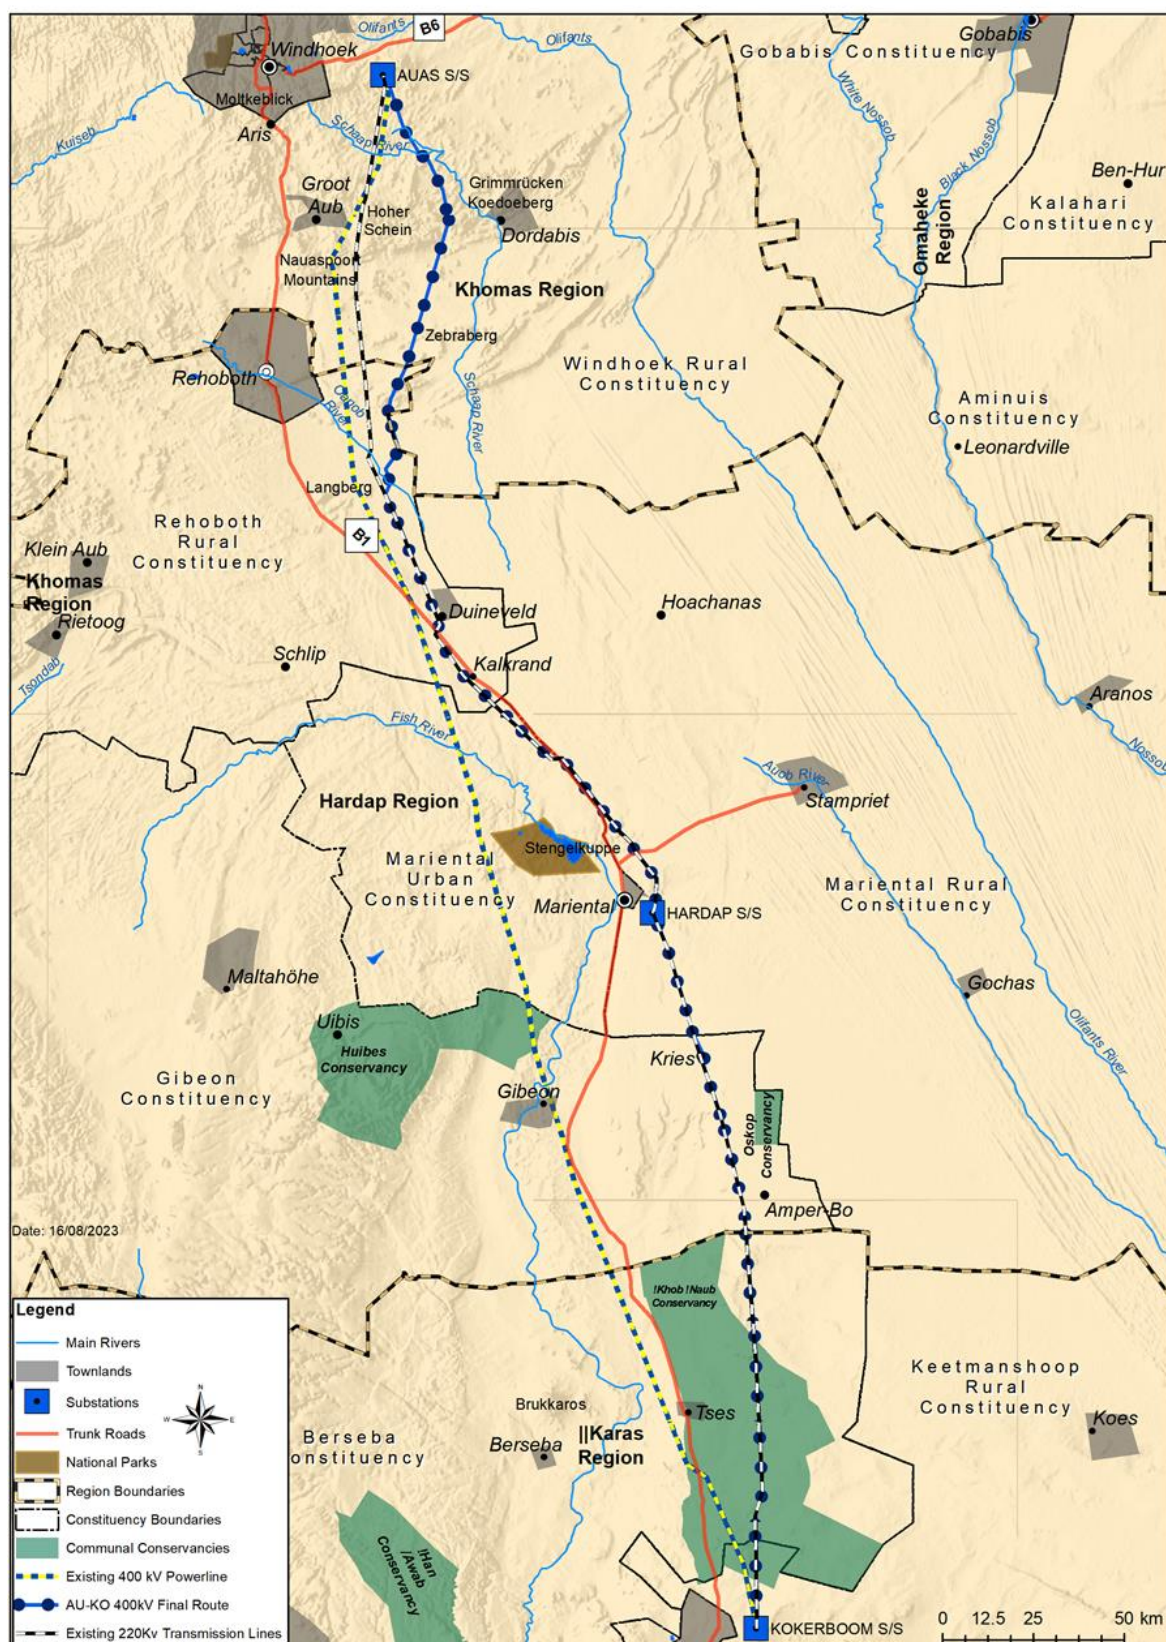 Olifants
B6
Olifants
Gobabis
Gobabis Constituency
Windhoek
AUAS S/S
Moltkeblick
White Nossob
Aris
Kuiseb
Schaap River
Black Nossob
Ben-Hur
Groot
Aub
Grimmrücken
Koedoeberg
Kalahari
Constituency
Hoher
Schein
Dordabis
Omaheke
Region
Nauaspoort
Mountains
Khomas Region
Zebraberg
Windhoek Rural
Constituency
Rehoboth
Oanob
River
Schaap River
Aminuis
Constituency
Leonardville
Langberg
Rehoboth
Rural
Constituency
B1
Klein Aub
Khomas
Region
Rietoog
Duineveld
Hoachanas
Schlip
Kalkrand
Tsondab
Aranos
Fish River
Nossob
Auob River
Stampriet
Hardap Region
Stengelkuppe
Mariental
Urban
Constituency
Mariental Rural
Constituency
Mariental
HARDAP S/S
Maltahöhe
Gochas
Uibis
Huibes
Conservancy
Olifants River
Kries
Gibeon
Constituency
Gibeon
Oskop
Conservancy
Amper-Bo
Date: 16/08/2023
!Khob !Naub
Conservancy
Legend
Main Rivers
Townlands
Substations
Trunk Roads
National Parks
Region Boundaries
Constituency Boundaries
Communal Conservancies
Existing 400 kV Powerline
AU-KO 400kV Final Route
Existing 220Kv Transmission Lines
N
W
E
S
Keetmanshoop
Rural
Constituency
Brukkaros
Tses
Koes
Berseba
onstituency
Berseba
||Karas
Region
!Han
/Awab
Conservancy
KOKERBOOM S/S
0 12.5 25 50 km